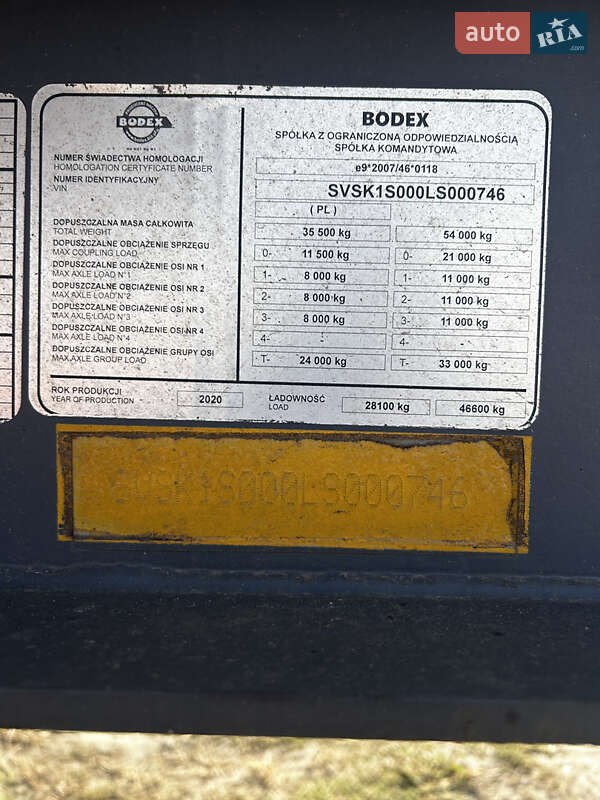 auto RIA .com
BODEX
NUMER ŚWIADECTWA HOMOLOGACJI
HOMOLOGATION CERTYFICATE NUMBER
NUMER IDENTYFIKACYJNY
VIN
DOPUSZCZALNA MASA CAŁKOWITA
TOTAL WEIGHT
DOPUSZCZALNE OBCIĄŻENIE SPRZĘGU
MAX COUPLING LOAD
DOPUSZCZALNE OBCIĄŻENIE OSI NR 1
MAX AXLE LOAD N°1
DOPUSZCZALNE OBCIĄŻENIE OSI NR 2
MAX AXLE LOAD N°2
DOPUSZCZALNE OBCIĄŻENIE OSI NR 3
MAX AXLE LOAD N°3
DOPUSZCZALNE OBCIĄŻENIE OSI NR 4
MAX AXLE LOAD N°4
DOPUSZCZALNE OBCIĄŻENIE GRUPY OSI
MAX AXLE GROUP LOAD
BODEX
SPÓŁKA Z OGRANICZONĄ ODPOWIEDZIALNOŚCIĄ
SPÓŁKA KOMANDYTOWA
e9*2007/46*0118
SVSK1S000LS000746
( PL )
35 500 kg 54 000 kg
0- 11 500 kg 0- 21 000 kg
1- 8 000 kg 1- 11 000 kg
2- 8 000 kg 2- 11 000 kg
3- 8 000 kg 3- 11 000 kg
4- 4-
T- 24 000 kg T- 33 000 kg
ROK PRODUKCJI
YEAR OF PRODUCTION
2020
ŁADOWNOŚĆ
LOAD
28100 kg 46600 kg
SVSK1S000LS000746